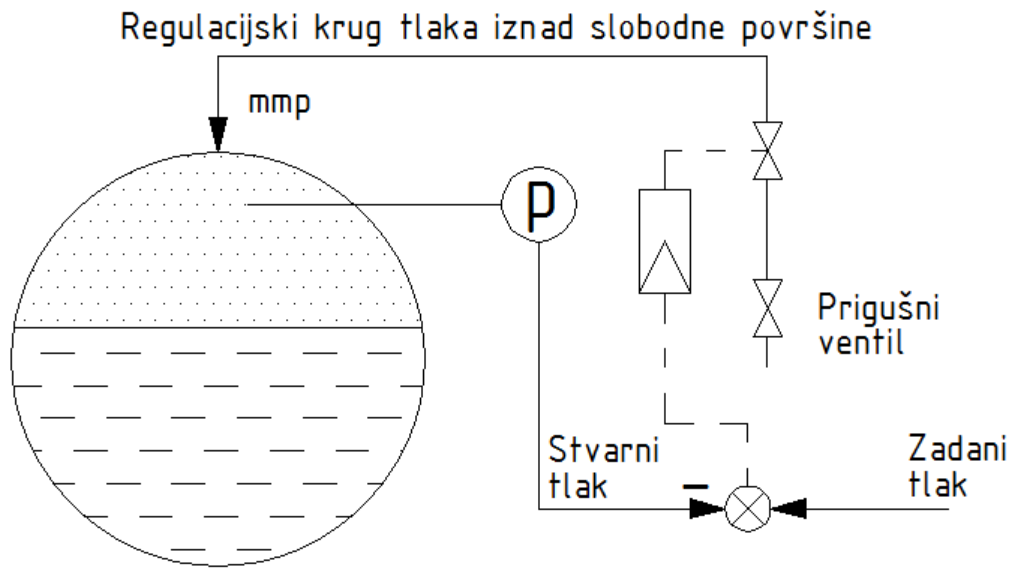 Regulacijski krug tlaka iznad slobodne površine
mmp
p
Prigušni
ventil
Stvarni
tlak
–
Zadani
tlak